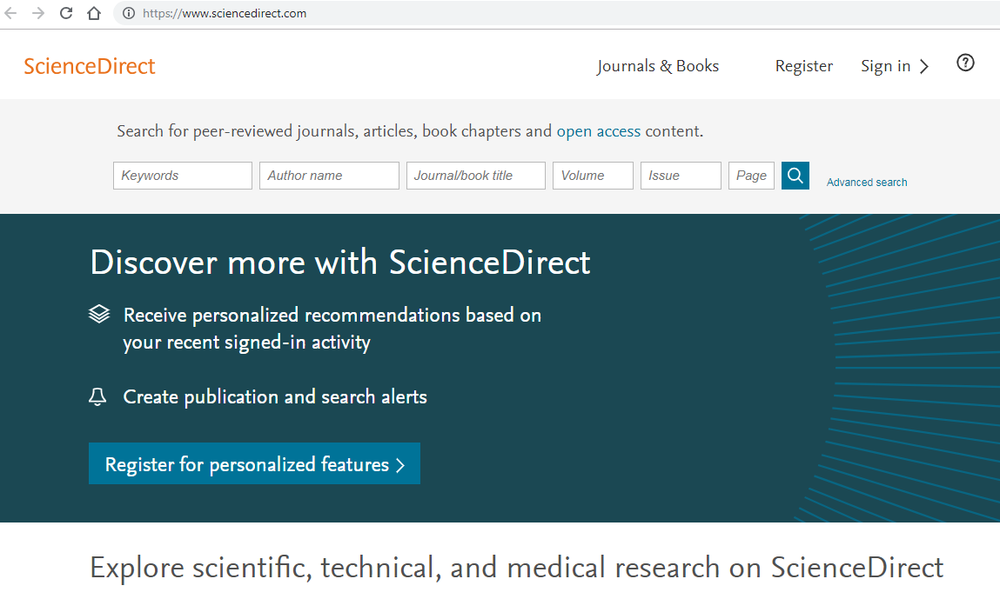 https://www.sciencedirect.com
ScienceDirect
Journals & Books
Register
Sign in
Search for peer-reviewed journals, articles, book chapters and open access content.
Keywords
Author name
Journal/book title
Volume
Issue
Page
Advanced search
Discover more with ScienceDirect
Receive personalized recommendations based on
your recent signed-in activity
Create publication and search alerts
Register for personalized features
Explore scientific, technical, and medical research on ScienceDirect